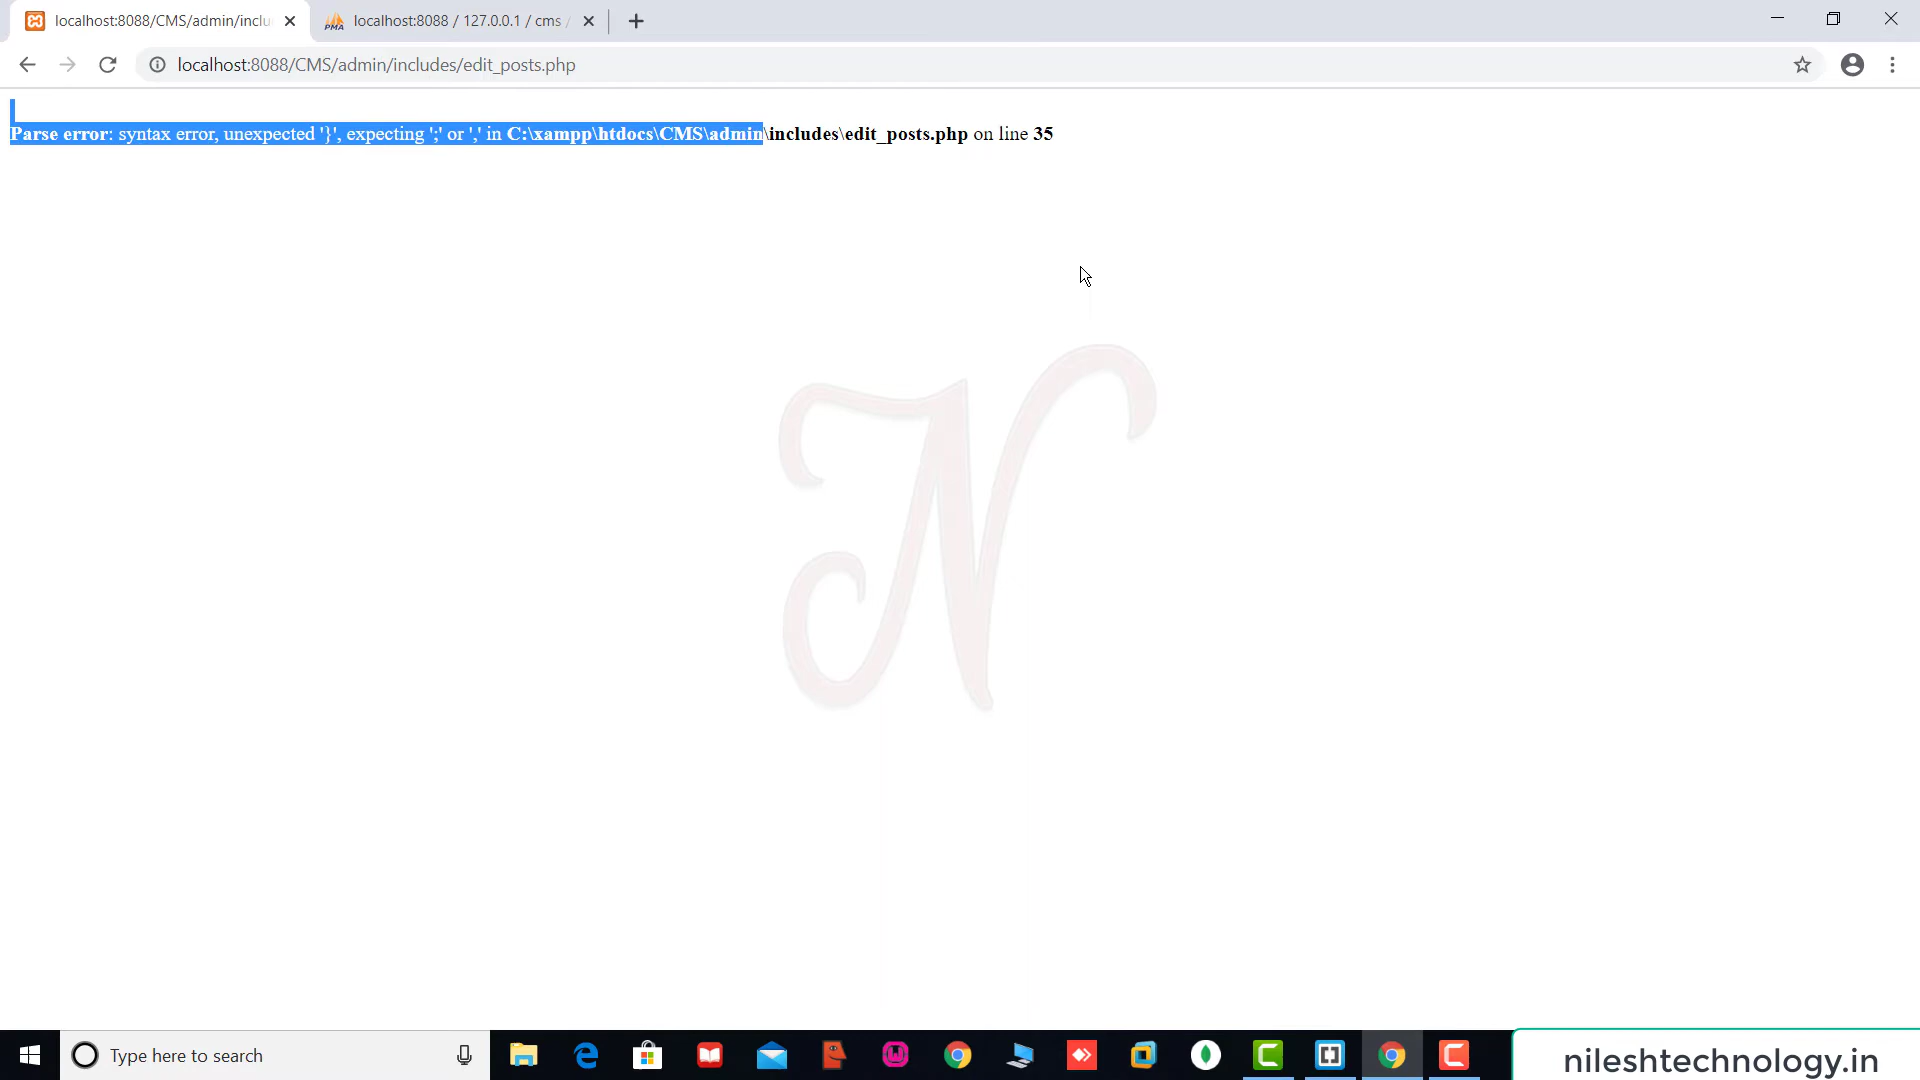 localhost:8088/CMS/admin/inclu
localhost:8088 / 127.0.0.1 / cms /
localhost:8088/CMS/admin/includes/edit_posts.php
Parse error: syntax error, unexpected '}', expecting ';' or ',' in C:\xampp\htdocs\CMS\admin\includes\edit_posts.php on line 35
N
Type here to search
nileshtechnology.in